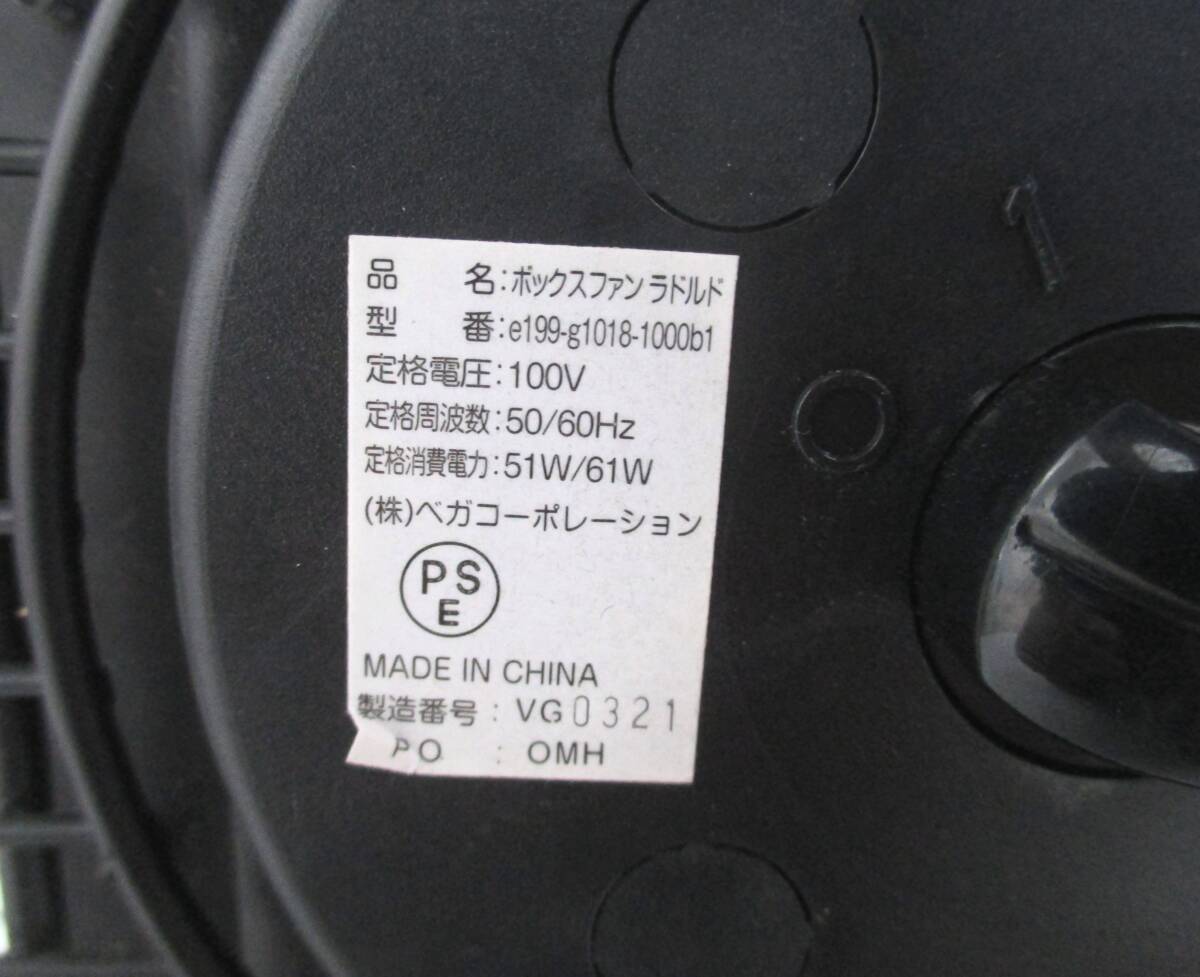 品　名：ボックスファン ラドルド
型　番：e199-g1018-1000b1
定格電圧：100V
定格周波数：50/60Hz
定格消費電力：51W/61W
(株)ベガコーポレーション
PS
E
MADE IN CHINA
製造番号：VG0321
PO：OMH
1